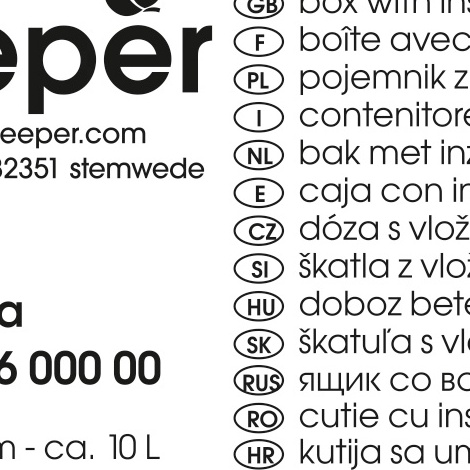 eeper
eeper.com
32351 stemwede
a
6 000 00
m - ca. 10 L
GB box with ins
F boîte avec
PL pojemnik z
I contenitore
NL bak met inz
E caja con in
CZ dóza s vlož
SI škatla z vlož
HU doboz bete
SK škatuľa s vl
RUS ящик со вс
RO cutie cu ins
HR kutija sa um